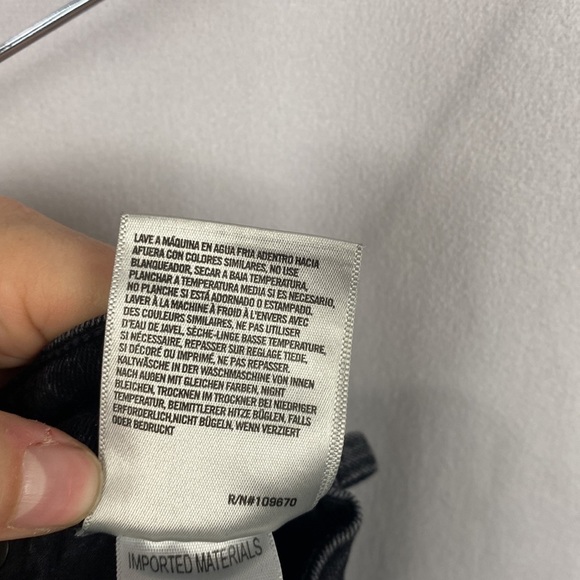 LAVE A MÁQUINA EN AGUA FRIA ADENTRO HACIA
AFUERA CON COLORES SIMILARES, NO USE
BLANQUEADOR, SECAR A BAJA TEMPERATURA,
PLANCHAR A TEMPERATURA MEDIA SI ES NECESARIO,
NO PLANCHE SI ESTÁ ADORNADO O ESTAMPADO.
LAVER À LA MACHINE À FROID À L'ENVERS AVEC
DES COULEURS SIMILAIRES, NE PAS UTILISER
D'EAU DE JAVEL, SÈCHE-LINGE BASSE TEMPERATURE,
SI NÉCESSAIRE, REPASSER SUR REGLAGE TIEDE.
SI DÉCORÉ OU IMPRIMÉ, NE PAS REPASSER.
KALTWÄSCHE IN DER WASCHMASCHINE VON INNEN
NACH AUßEN MIT GLEICHEN FARBEN, NIGHT
BLEICHEN, TROCKNEN IM TROCKNER BEI NIEDRIGER
TEMPERATUR, BEIMITTLERER HITZE BÜGLEN, FALLS
ERFORDERLICH,NICHT BÜGELN, WENN VERZIERT
ODER BEDRUCKT
R/N#109670
IMPORTED MATERIALS